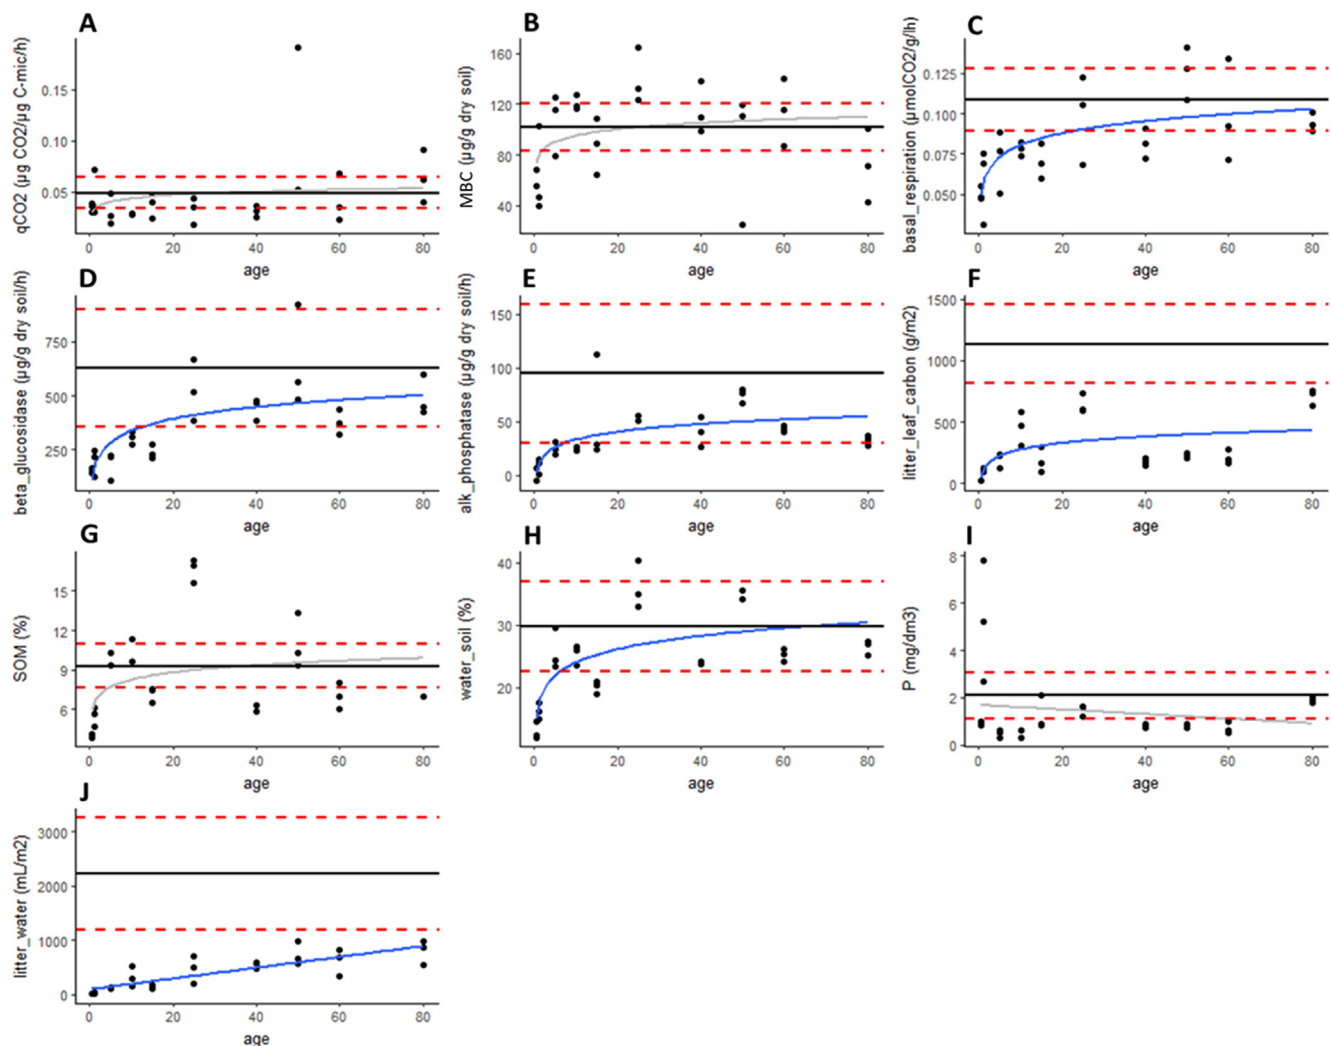 A
qCO2 (µg CO2/µg C-mic/h)
0.15
0.10
0.05
0 20 40 60 80
age
B
MBC (µg/g dry soil)
160
120
80
40
0 20 40 60 80
age
C
basal_respiration (µmolCO2/g/lh)
0.125
0.100
0.075
0.050
0 20 40 60 80
age
D
beta_glucosidase (µg/g dry soil/h)
750
500
250
0 20 40 60 80
age
E
alk_phosphatase (µg/g dry soil/h)
150
100
50
0
0 20 40 60 80
age
F
litter_leaf_carbon (g/m2)
1500
1000
500
0
0 20 40 60 80
age
G
SOM (%)
15
12
9
6
0 20 40 60 80
age
H
water_soil (%)
40
30
20
0 20 40 60 80
age
I
P (mg/dm3)
8
6
4
2
0
0 20 40 60 80
age
J
litter_water (mL/m2)
3000
2000
1000
0
0 20 40 60 80
age